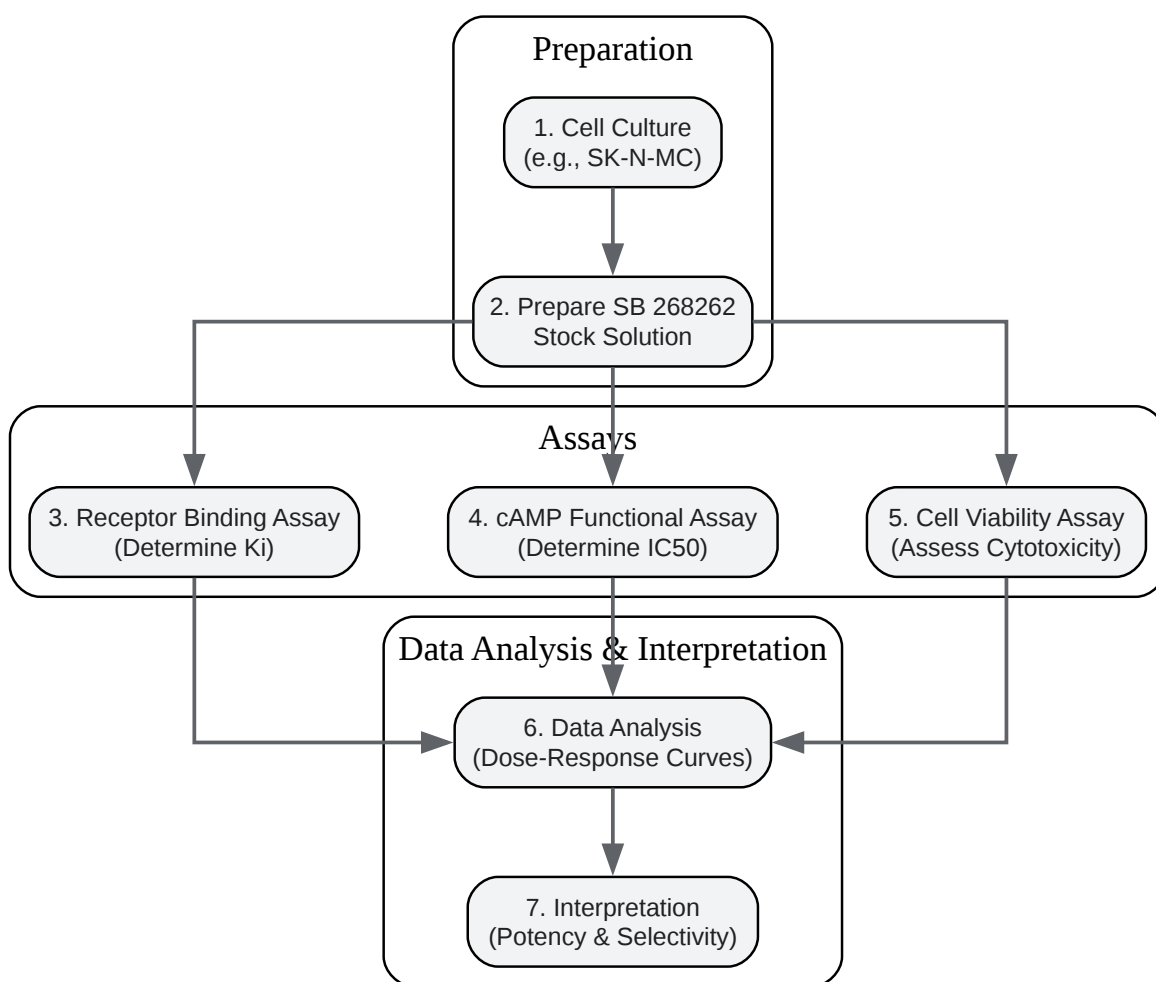 Preparation
1. Cell Culture
(e.g., SK-N-MC)
2. Prepare SB 268262
Stock Solution
Assays
3. Receptor Binding Assay
(Determine Ki)
4. cAMP Functional Assay
(Determine IC50)
5. Cell Viability Assay
(Assess Cytotoxicity)
Data Analysis & Interpretation
6. Data Analysis
(Dose-Response Curves)
7. Interpretation
(Potency & Selectivity)